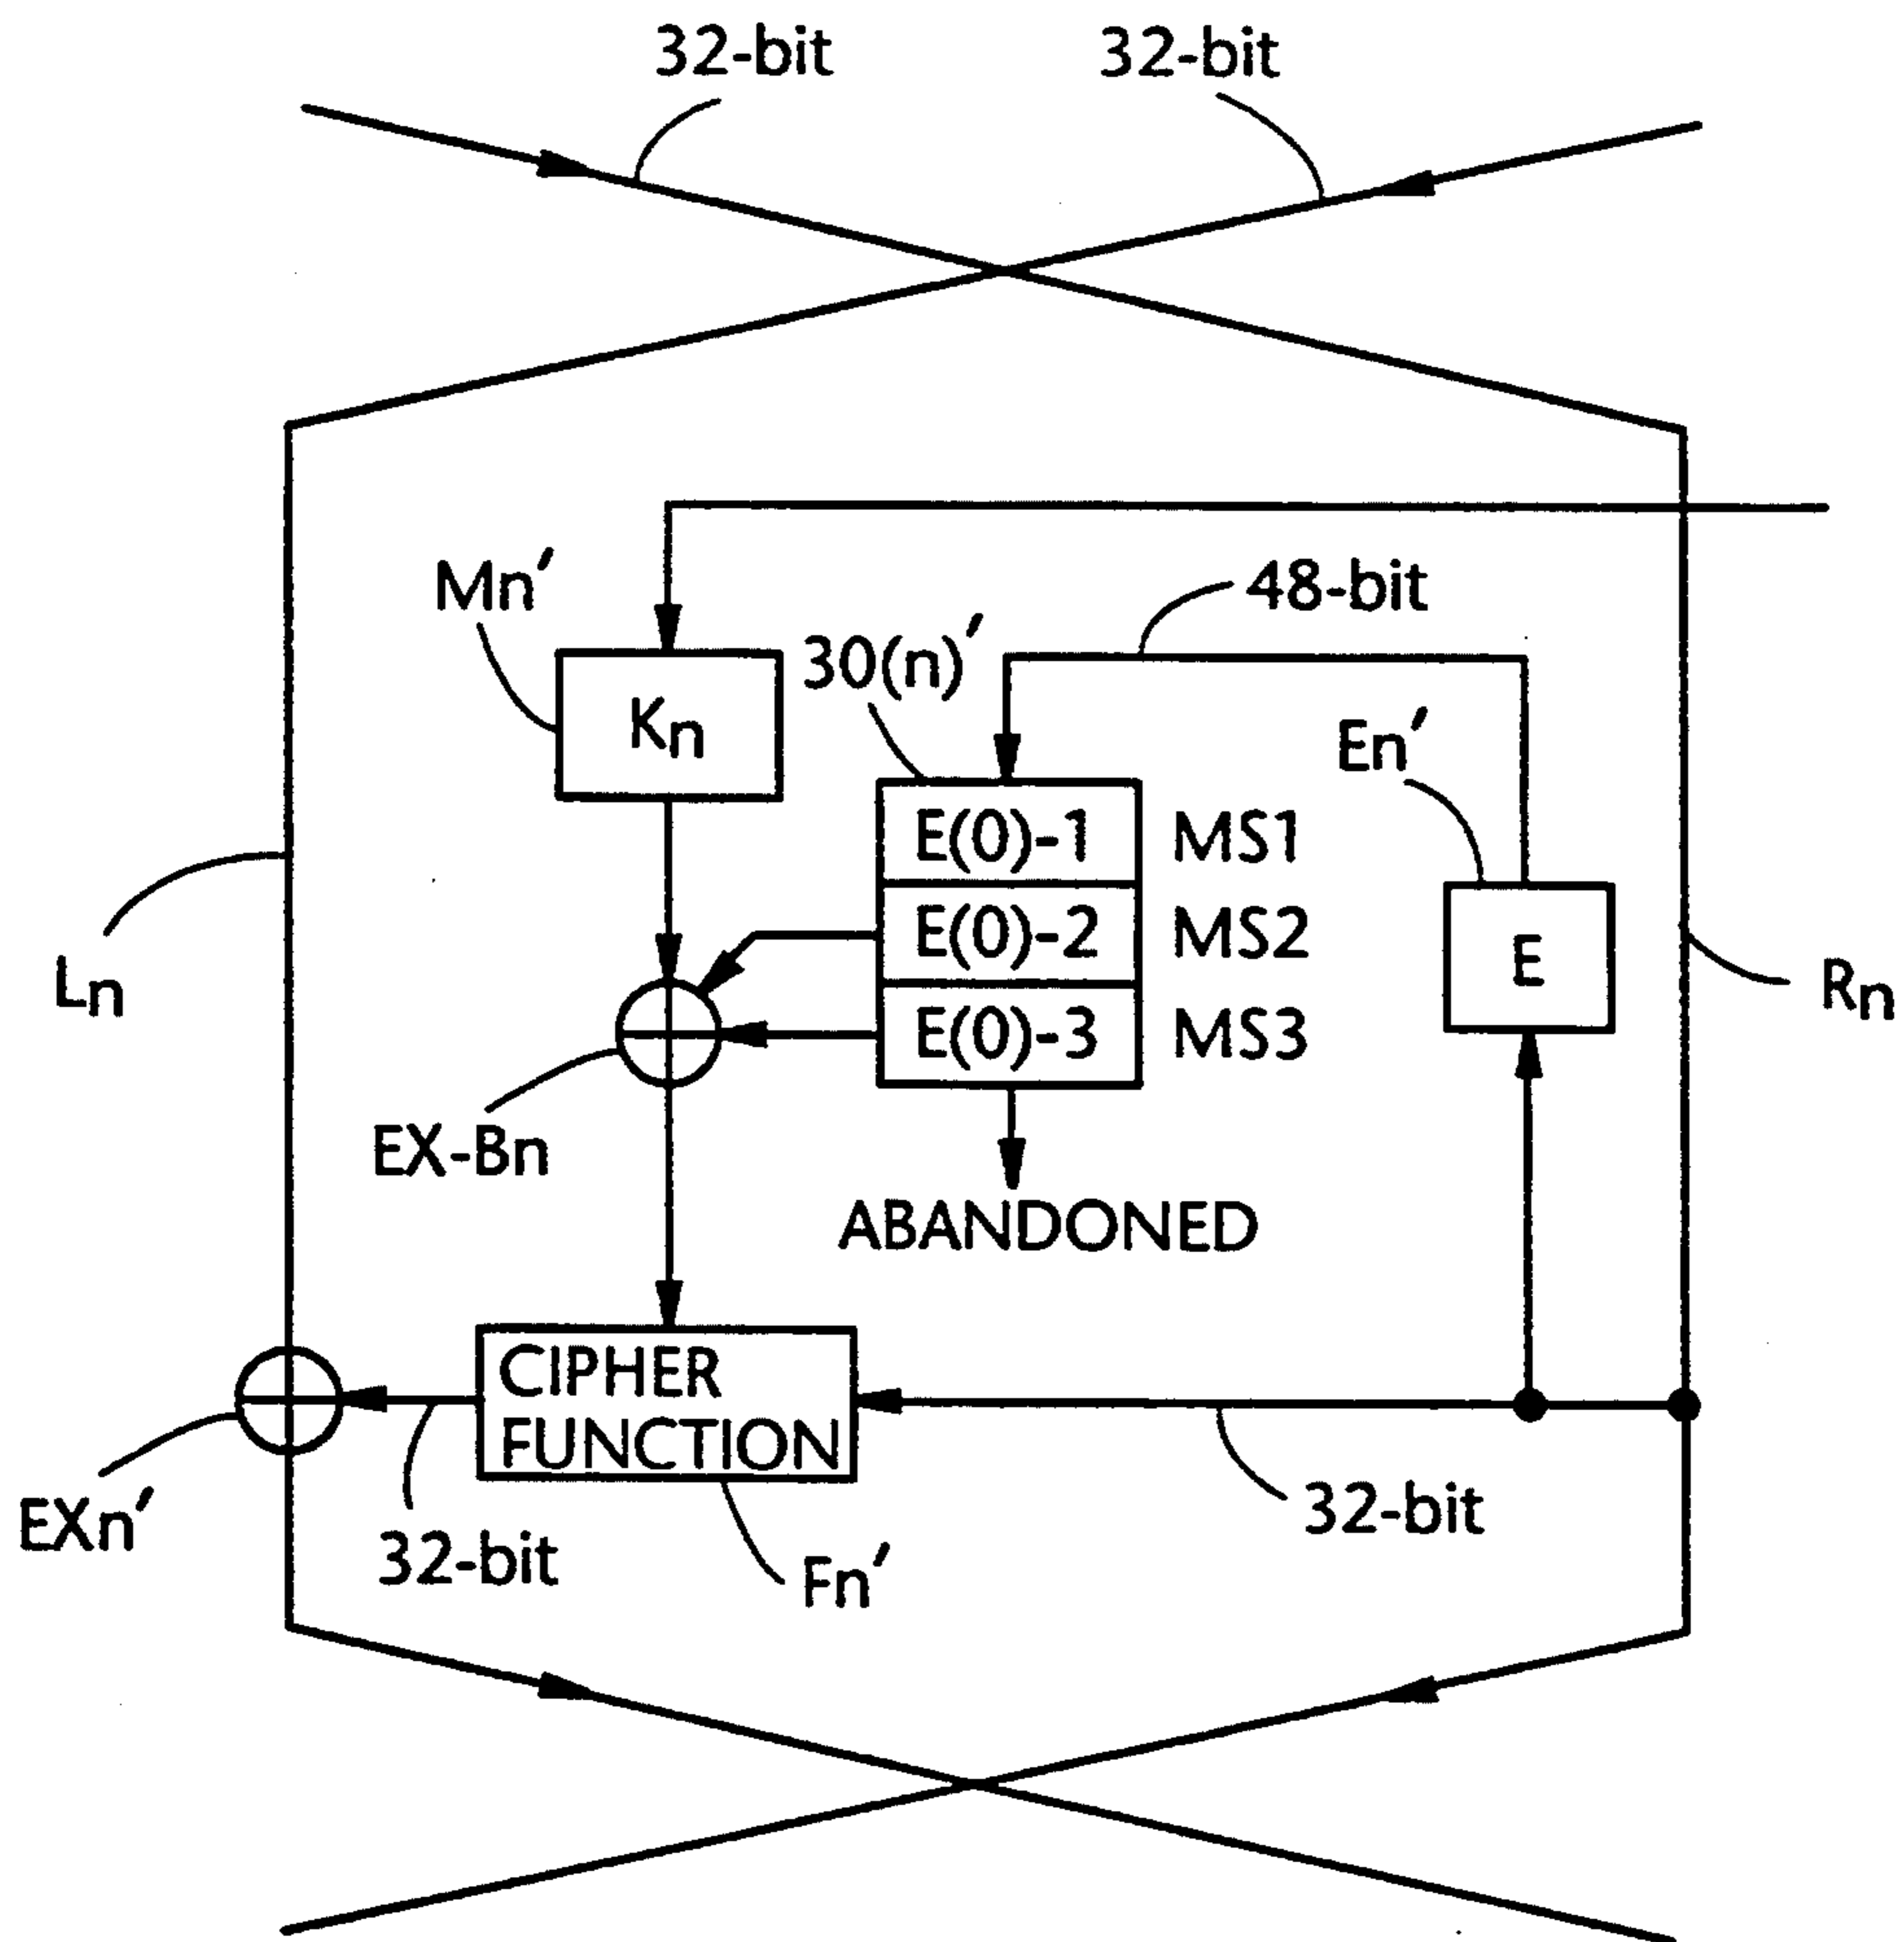 32-bit
32-bit
Mn′
48-bit
30(n)′
Kn
En′
E(0)-1
MS1
E(0)-2
MS2
E
Ln
Rn
E(0)-3
MS3
EX-Bn
ABANDONED
CIPHER
FUNCTION
EXn′
32-bit
32-bit
Fn′